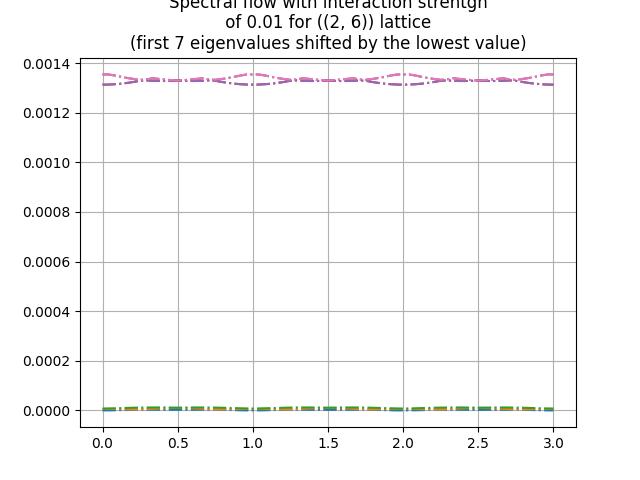 Spectral flow with interaction strentgh
of 0.01 for ((2, 6)) lattice
(first 7 eigenvalues shifted by the lowest value)
0.0014
0.0012
0.0010
0.0008
0.0006
0.0004
0.0002
0.0000
0.0 0.5 1.0 1.5 2.0 2.5 3.0